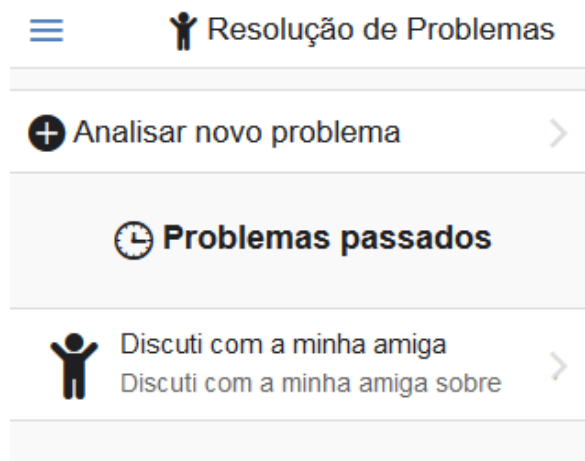 Resolução de Problemas
Analisar novo problema
Problemas passados
Discuti com a minha amiga
Discuti com a minha amiga sobre